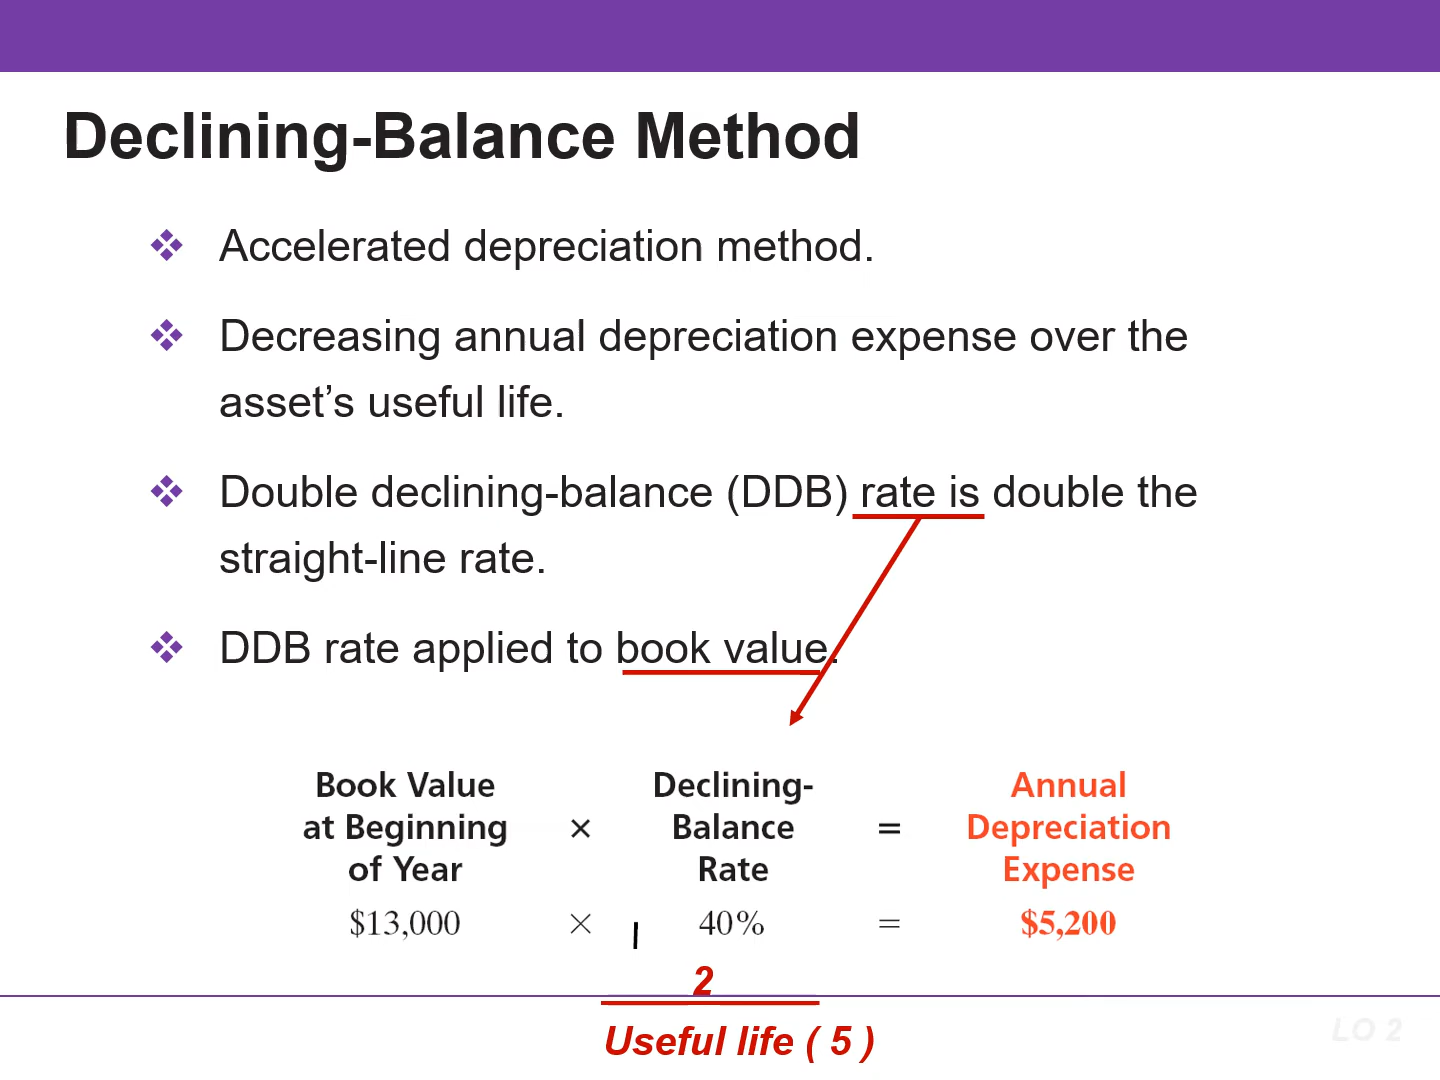 Declining-Balance Method
Accelerated depreciation method.
Decreasing annual depreciation expense over the
asset’s useful life.
Double declining-balance (DDB) rate is double the
straight-line rate.
DDB rate applied to book value.
Book Value at Beginning of Year × Declining-Balance Rate = Annual Depreciation Expense
$13,000 × 40% = $5,200
2
Useful life ( 5 )
LO 2